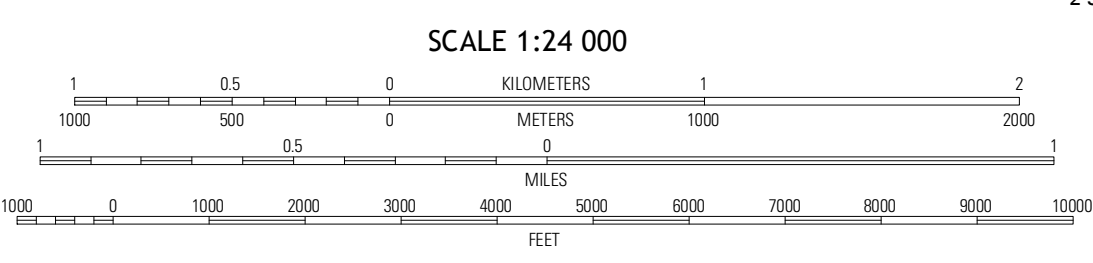 SCALE 1:24 000
1 0.5 0 KILOMETERS 1 2
1000 500 0 METERS 1000 2000
1 0.5 0 1
MILES
1000 0 1000 2000 3000 4000 5000 6000 7000 8000 9000 10000
FEET